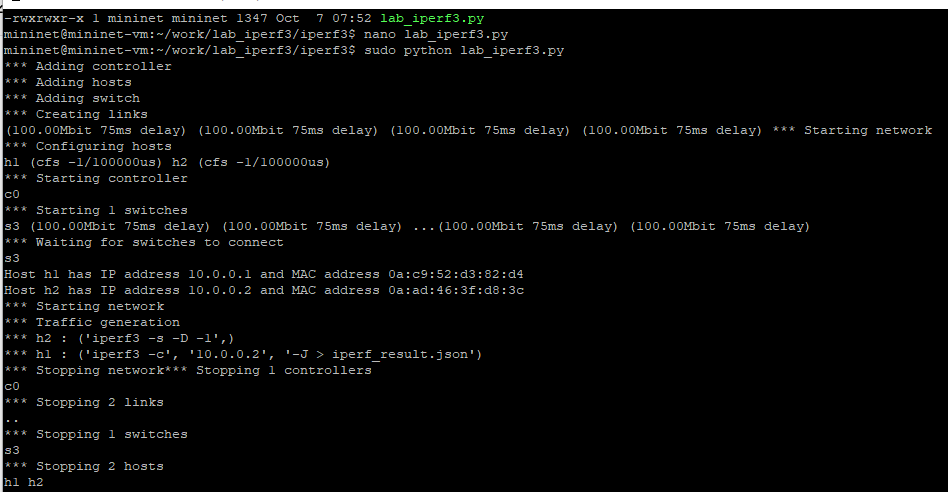 -rwxrwxr-x 1 mininet mininet 1347 Oct  7 07:52 lab_iperf3.py
mininet@mininet-vm:~/work/lab_iperf3/iperf3$ nano lab_iperf3.py
mininet@mininet-vm:~/work/lab_iperf3/iperf3$ sudo python lab_iperf3.py
*** Adding controller
*** Adding hosts
*** Adding switch
*** Creating links
(100.00Mbit 75ms delay) (100.00Mbit 75ms delay) (100.00Mbit 75ms delay) (100.00Mbit 75ms delay) *** Starting network
*** Configuring hosts
h1 (cfs -1/100000us) h2 (cfs -1/100000us)
*** Starting controller
c0
*** Starting 1 switches
s3 (100.00Mbit 75ms delay) (100.00Mbit 75ms delay) ...(100.00Mbit 75ms delay) (100.00Mbit 75ms delay)
*** Waiting for switches to connect
s3
Host h1 has IP address 10.0.0.1 and MAC address 0a:c9:52:d3:82:d4
Host h2 has IP address 10.0.0.2 and MAC address 0a:ad:46:3f:d8:3c
*** Starting network
*** Traffic generation
*** h2 : ('iperf3 -s -D -1',)
*** h1 : ('iperf3 -c', '10.0.0.2', '-J > iperf_result.json')
*** Stopping network*** Stopping 1 controllers
c0
*** Stopping 2 links
..
*** Stopping 1 switches
s3
*** Stopping 2 hosts
h1 h2